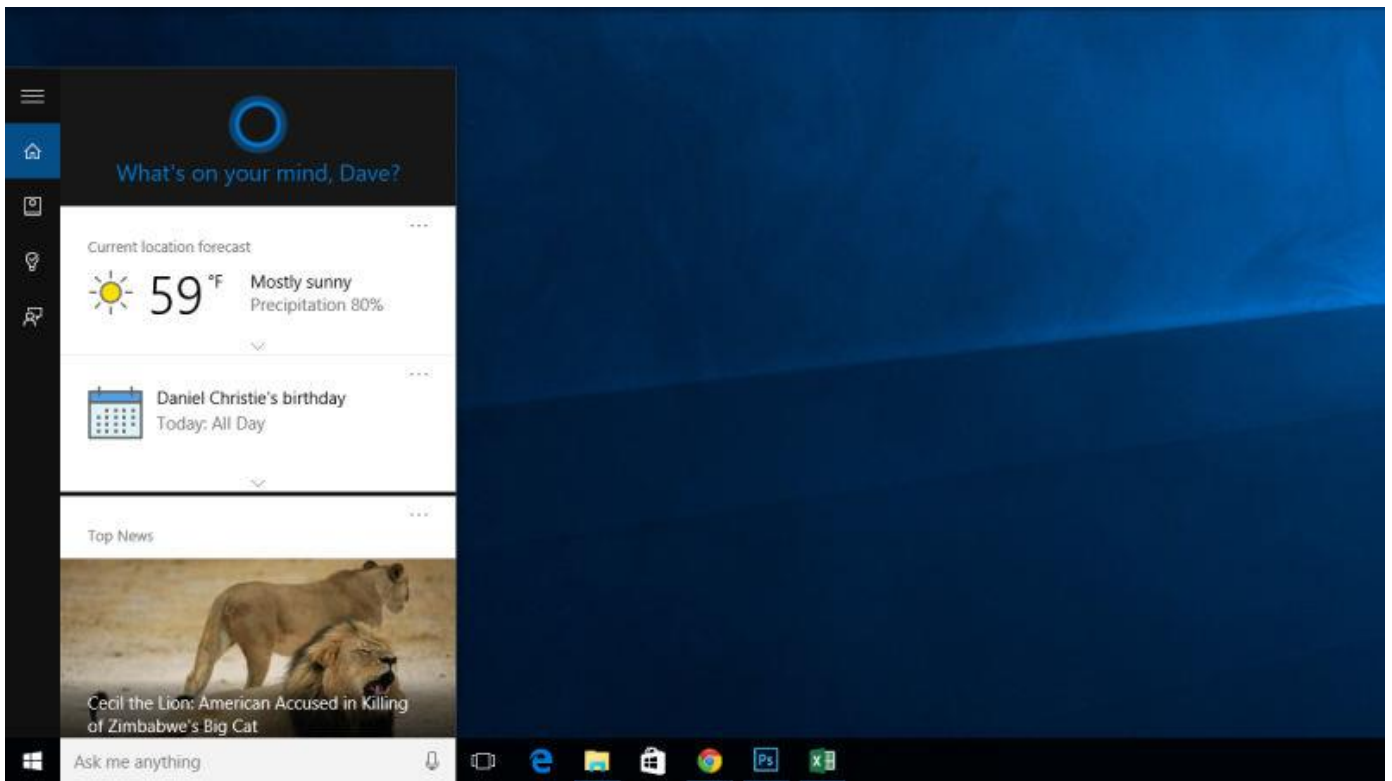 What's on your mind, Dave?
Current location forecast
59 °F
Mostly sunny
Precipitation 80%
Daniel Christie's birthday
Today: All Day
Top News
Cecil the Lion: American Accused in Killing
of Zimbabwe's Big Cat
Ask me anything
Ps